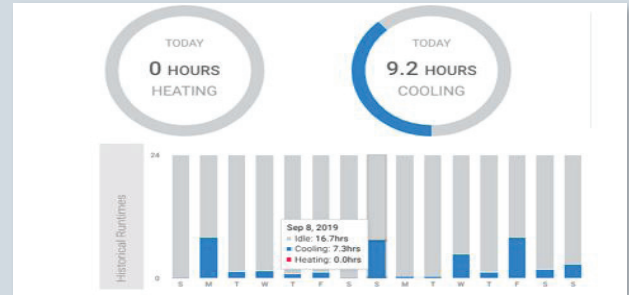 TODAY
0 HOURS
HEATING
TODAY
9.2 HOURS
COOLING
Historical Runtimes
24
0
Sep 8, 2019
Idle: 16.7hrs
Cooling: 7.3hrs
Heating: 0.0hrs
S M T W T F S S M T W T F S S